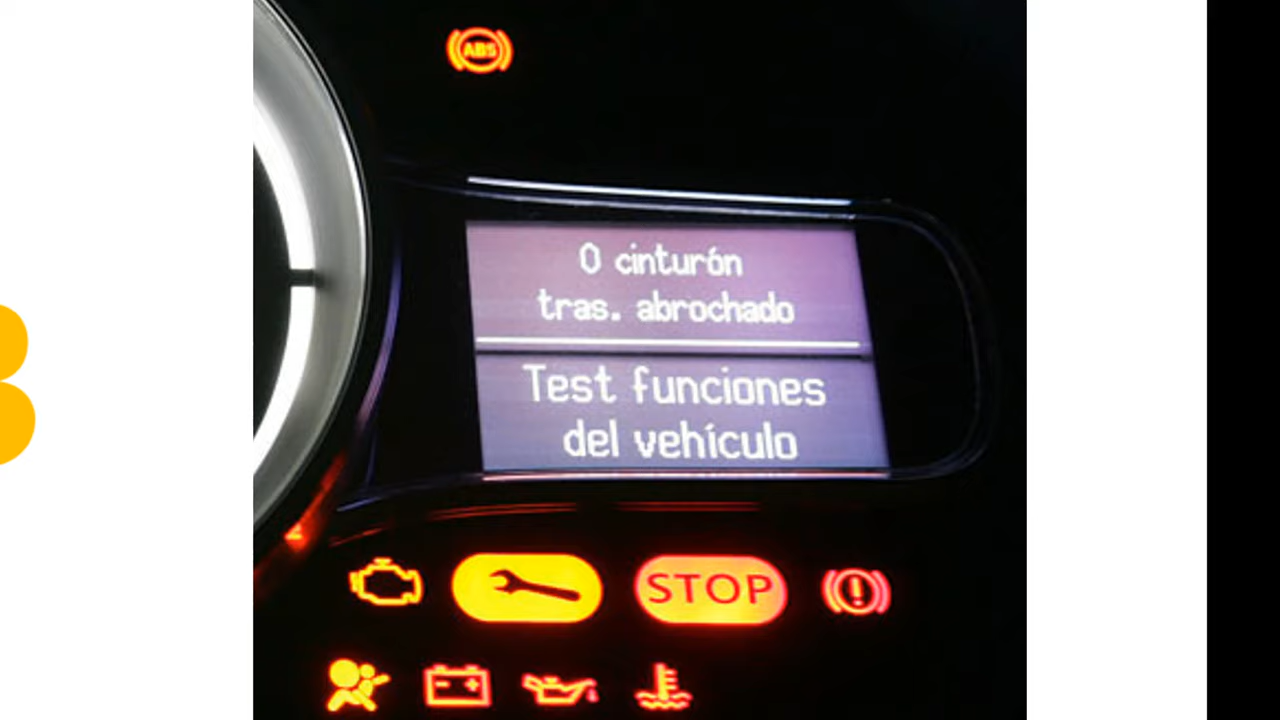 ABS
0 cinturón
tras. abrochado
Test funciones
del vehículo
STOP